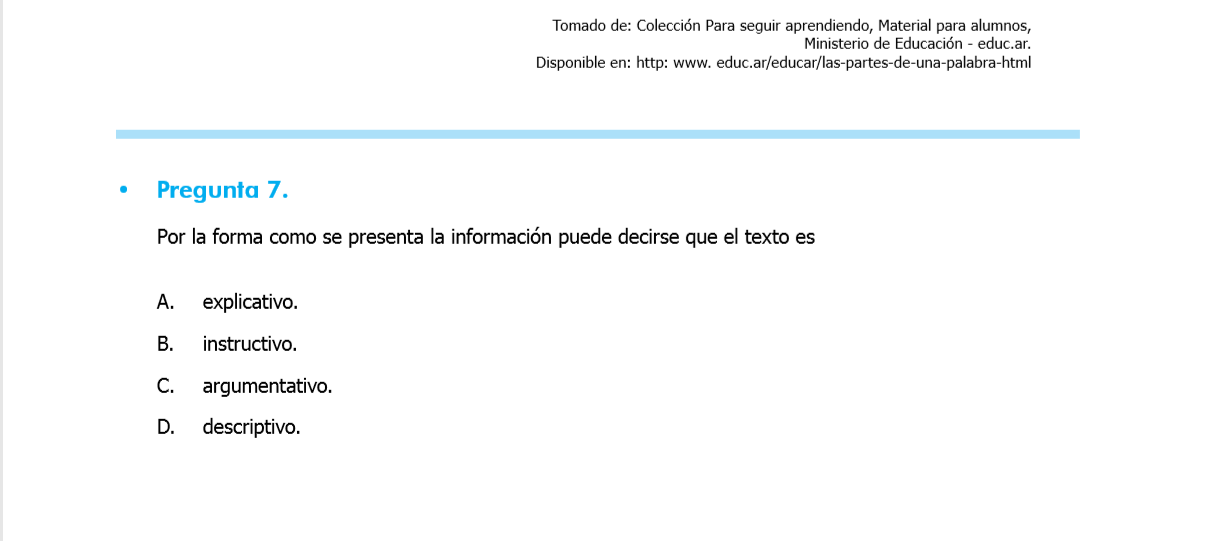 Tomado de: Colección Para seguir aprendiendo, Material para alumnos,
Ministerio de Educación - educ.ar.
Disponible en: http: www. educ.ar/educar/las-partes-de-una-palabra-html
• Pregunta 7.
Por la forma como se presenta la información puede decirse que el texto es
A. explicativo.
B. instructivo.
C. argumentativo.
D. descriptivo.